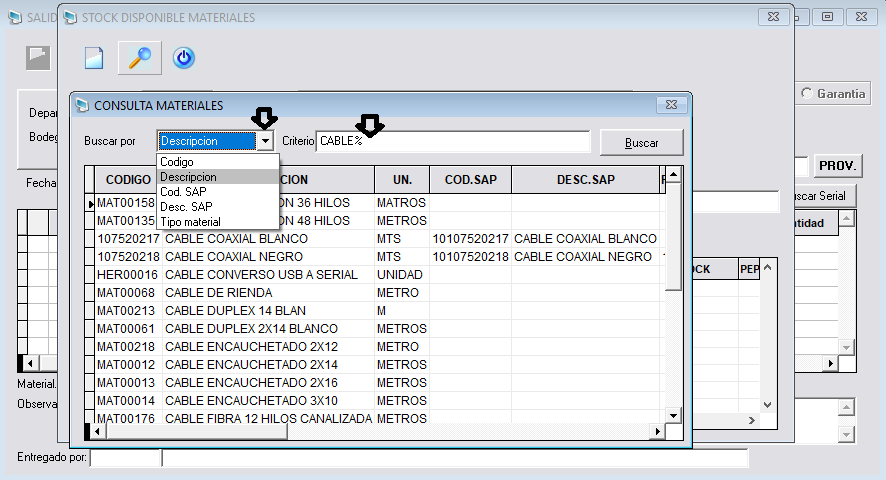 SALID
STOCK DISPONIBLE MATERIALES
Garantia
Depar
Bodeg
CONSULTA MATERIALES
Buscar por Descripcion Criterio CABLE% Buscar
Codigo
Descripcion
Cod. SAP
Desc. SAP
Tipo material
PROV.
Fecha
uscar Serial
CODIGO CION UN. COD.SAP DESC.SAP
MAT00158 ON 36 HILOS MATROS
MAT00135 ON 48 HILOS METROS
107520217 CABLE COAXIAL BLANCO MTS 10107520217 CABLE COAXIAL BLANCO
107520218 CABLE COAXIAL NEGRO MTS 10107520218 CABLE COAXIAL NEGRO
HER00016 CABLE CONVERSO USB A SERIAL UNIDAD
MAT00068 CABLE DE RIENDA METRO
MAT00213 CABLE DUPLEX 14 BLAN M
MAT00061 CABLE DUPLEX 2X14 BLANCO METROS
MAT00218 CABLE ENCAUCHETADO 2X12 METRO
MAT00012 CABLE ENCAUCHETADO 2X14 METROS
MAT00013 CABLE ENCAUCHETADO 2X16 METROS
MAT00014 CABLE ENCAUCHETADO 3X10 METROS
MAT00176 CABLE FIBRA 12 HILOS CANALIZADA METROS
ntidad
OCK PEP
Material.
Observa
Entregado por: